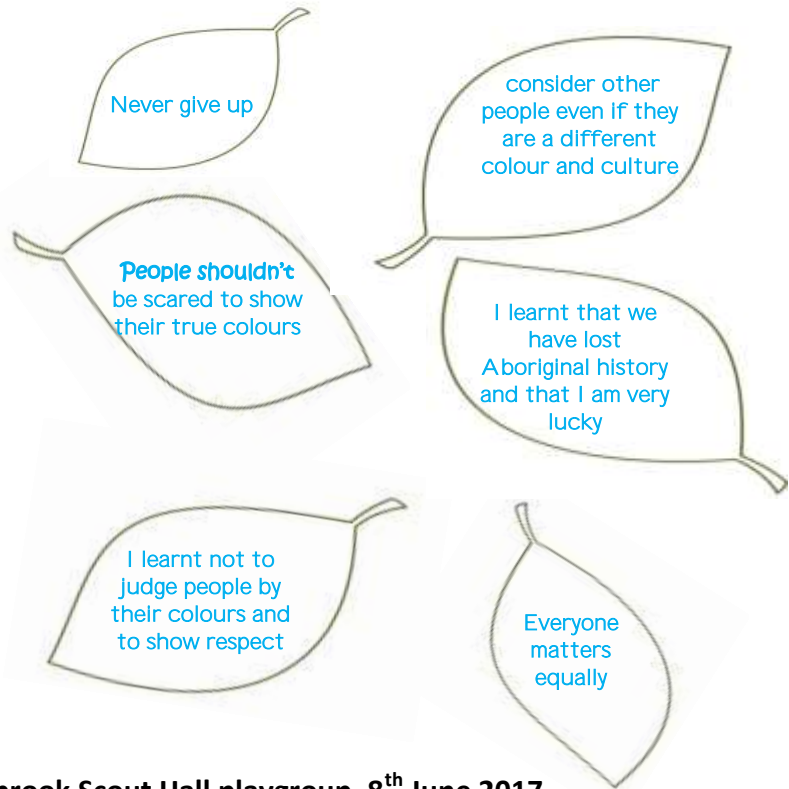 Never give up
consider other
people even if they
are a different
colour and culture
People shouldn't
be scared to show
their true colours
I learnt that we
have lost
Aboriginal history
and that I am very
lucky
I learnt not to
judge people by
their colours and
to show respect
Everyone
matters
equally
Scout Hall playgroup, 8th June 2017